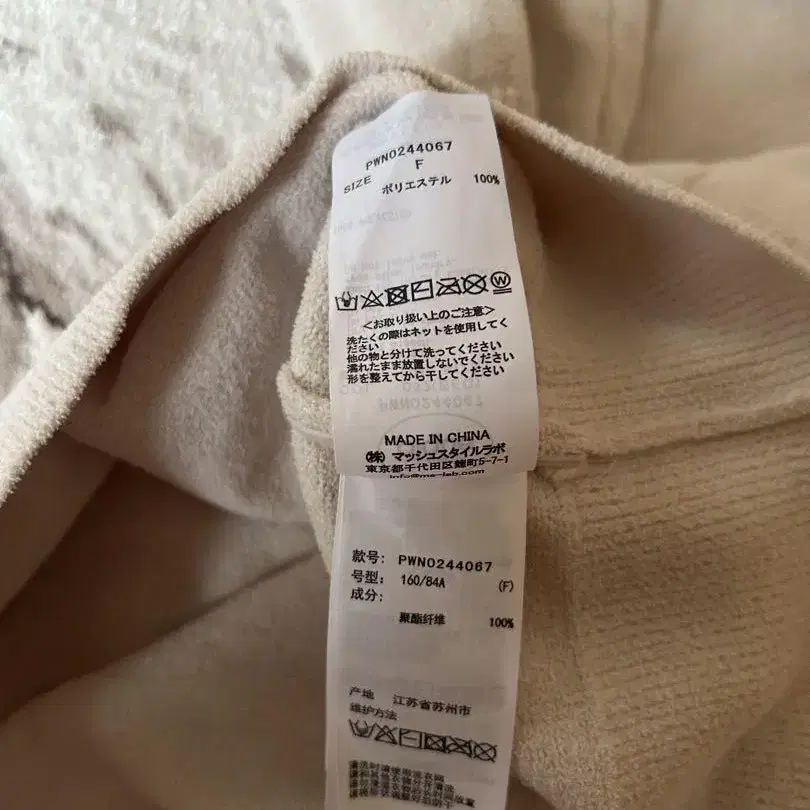 PWN0244067
SIZE F
ポリエステル 100%
<お取り扱い上のご注意>
洗たくの際はネットを使用してく
ださい
他の物と分けて洗ってください
濡れたまま放置しないでください
形を整えてから干してください
PWN0244067
MADE IN CHINA
(株) マッシュスタイルラボ
東京都千代田区麹町5-7-1
info@ms-lab.com
款号: PWN0244067
号型: 160/84A (F)
成分:
聚酯纤维 100%
产地 江苏省苏州市
维护方法